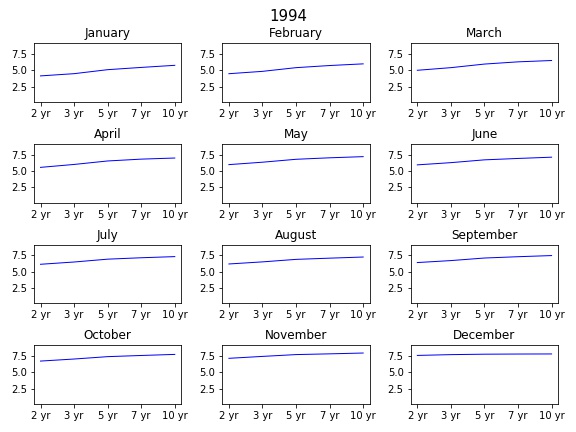 1994
January February March
7.5 7.5 7.5
5.0 5.0 5.0
2.5 2.5 2.5
2 yr 3 yr 5 yr 7 yr 10 yr 2 yr 3 yr 5 yr 7 yr 10 yr 2 yr 3 yr 5 yr 7 yr 10 yr
April May June
7.5 7.5 7.5
5.0 5.0 5.0
2.5 2.5 2.5
2 yr 3 yr 5 yr 7 yr 10 yr 2 yr 3 yr 5 yr 7 yr 10 yr 2 yr 3 yr 5 yr 7 yr 10 yr
July August September
7.5 7.5 7.5
5.0 5.0 5.0
2.5 2.5 2.5
2 yr 3 yr 5 yr 7 yr 10 yr 2 yr 3 yr 5 yr 7 yr 10 yr 2 yr 3 yr 5 yr 7 yr 10 yr
October November December
7.5 7.5 7.5
5.0 5.0 5.0
2.5 2.5 2.5
2 yr 3 yr 5 yr 7 yr 10 yr 2 yr 3 yr 5 yr 7 yr 10 yr 2 yr 3 yr 5 yr 7 yr 10 yr